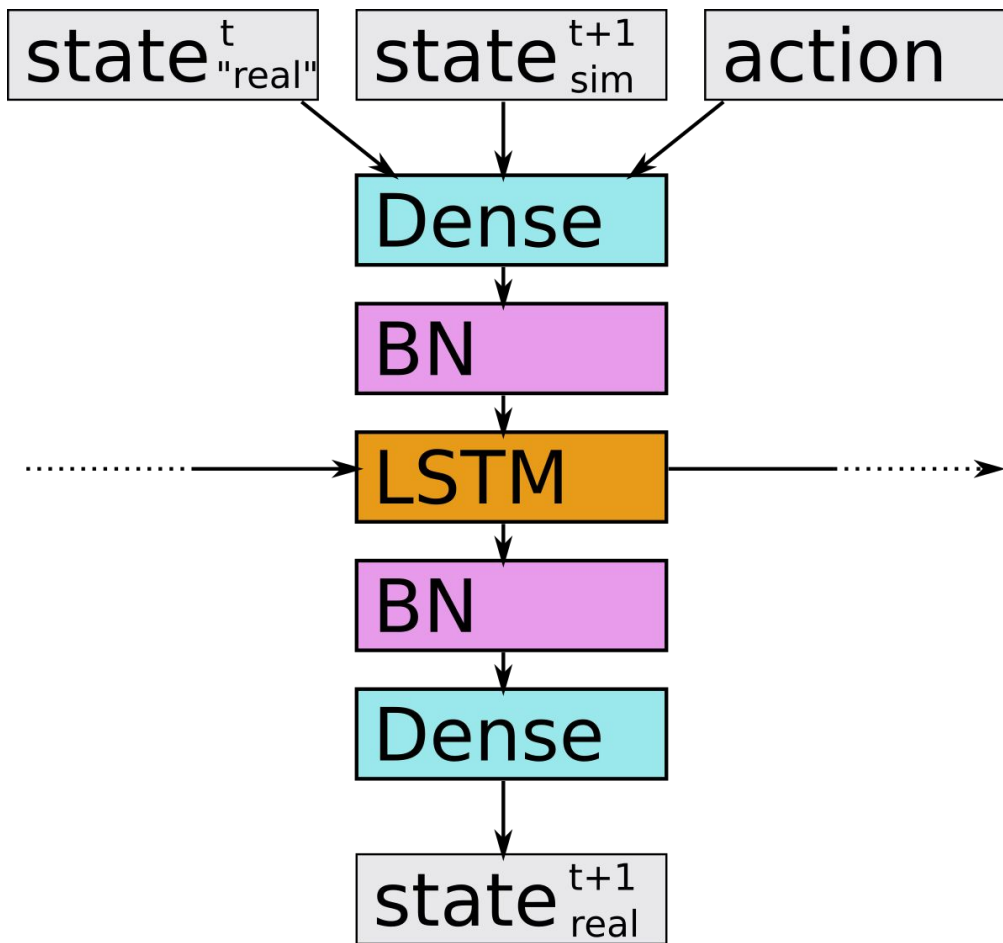 state t "real" state t+1 sim action
Dense
BN
LSTM
BN
Dense
state t+1 real